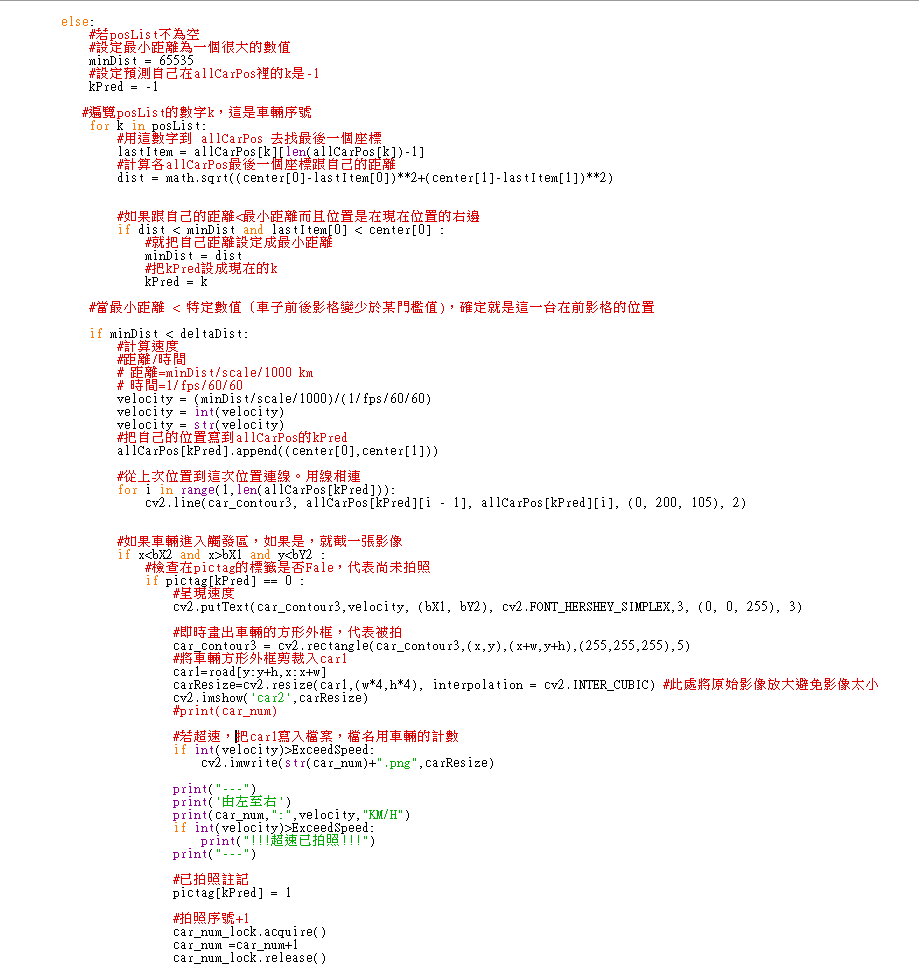 else:
#若posList不為空
#設定最小距離為一個很大的數值
minDist = 65535
#設定預測自己在allCarPos裡的k是-1
kPred = -1
#遍覽posList的數字k，這是車輛序號
for k in posList:
#用這數字到 allCarPos 去找最後一個座標
lastItem = allCarPos[k][len(allCarPos[k])-1]
#計算各allCarPos最後一個座標跟自己的距離
dist = math.sqrt((center[0]-lastItem[0])**2+(center[1]-lastItem[1])**2)
#如果跟自己的距離<最小距離而且位置是在現在位置的右邊
if dist < minDist and lastItem[0] < center[0] :
#就把自己距離設定成最小距離
minDist = dist
#把kPred設成現在的k
kPred = k
#當最小距離 < 特定數值 (車子前後影格變少於某門檻值)，確定就是這一台在前影格的位置
if minDist < deltaDist:
#計算速度
#距離/時間
# 距離=minDist/scale/1000 km
# 時間=1/fps/60/60
velocity = (minDist/scale/1000)/(1/fps/60/60)
velocity = int(velocity)
velocity = str(velocity)
#把自己的位置寫到allCarPos的kPred
allCarPos[kPred].append((center[0],center[1]))
#從上次位置到這次位置連線。用線相連
for i in range(1,len(allCarPos[kPred])):
cv2.line(car_contour3, allCarPos[kPred][i - 1], allCarPos[kPred][i], (0, 200, 105), 2)
#如果車輛進入觸發區，如果是，就截一張影像
if x<bX2 and x>bX1 and y<bY2 :
#檢查在pictag的標籤是否Fale，代表尚未拍照
if pictag[kPred] == 0 :
#呈現速度
cv2.putText(car_contour3,velocity, (bX1, bY2), cv2.FONT_HERSHEY_SIMPLEX,3, (0, 0, 255), 3)
#即時畫出車輛的方形外框，代表被拍
car_contour3 = cv2.rectangle(car_contour3,(x,y),(x+w,y+h),(255,255,255),5)
#將車輛方形外框剪裁入car1
car1=road[y:y+h,x:x+w]
carResize=cv2.resize(car1,(w*4,h*4), interpolation = cv2.INTER_CUBIC) #此處將原始影像放大避免影像太小
cv2.imshow('car2',carResize)
#print(car_num)
#若超速，把car1寫入檔案，檔名用車輛的計數
if int(velocity)>ExceedSpeed:
cv2.imwrite(str(car_num)+".png",carResize)
print("---")
print('由左至右')
print(car_num,":",velocity,"KM/H")
if int(velocity)>ExceedSpeed:
print("!!!超速已拍照!!!")
print("---")
#已拍照註記
pictag[kPred] = 1
#拍照序號+1
car_num_lock.acquire()
car_num =car_num+1
car_num_lock.release()